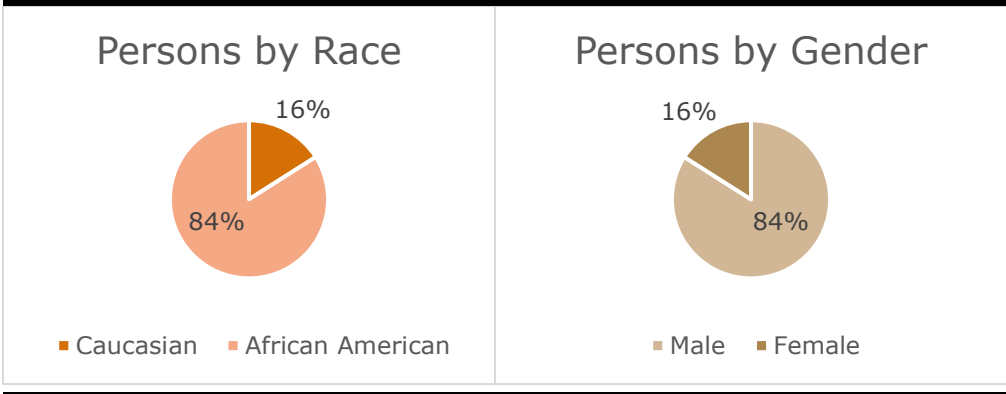 Persons by Race
16%
84%
Caucasian African American
Persons by Gender
16%
84%
Male Female